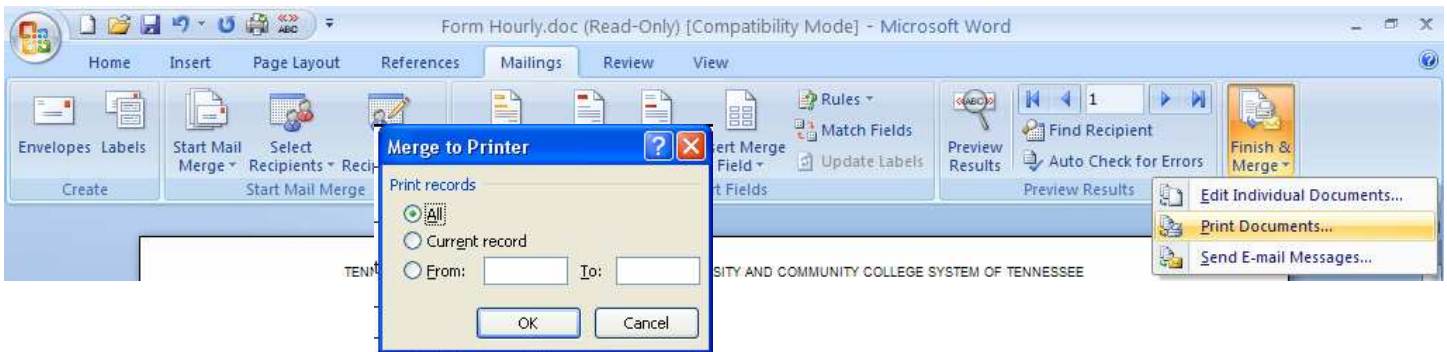 Form Hourly.doc (Read-Only) [Compatibility Mode] - Microsoft Word
Home Insert Page Layout References Mailings Review View
Envelopes Labels
Create
Start Mail Merge
Select Recipients
Start Mail Merge
Rules
Match Fields
Update Labels
Merge Field
Fields
Preview Results
1
Find Recipient
Auto Check for Errors
Preview Results
Finish & Merge
Edit Individual Documents...
Print Documents...
Send E-mail Messages...
Merge to Printer
Print records
All
Current record
From: To:
OK Cancel
AND COMMUNITY COLLEGE SYSTEM OF TENNESSEE